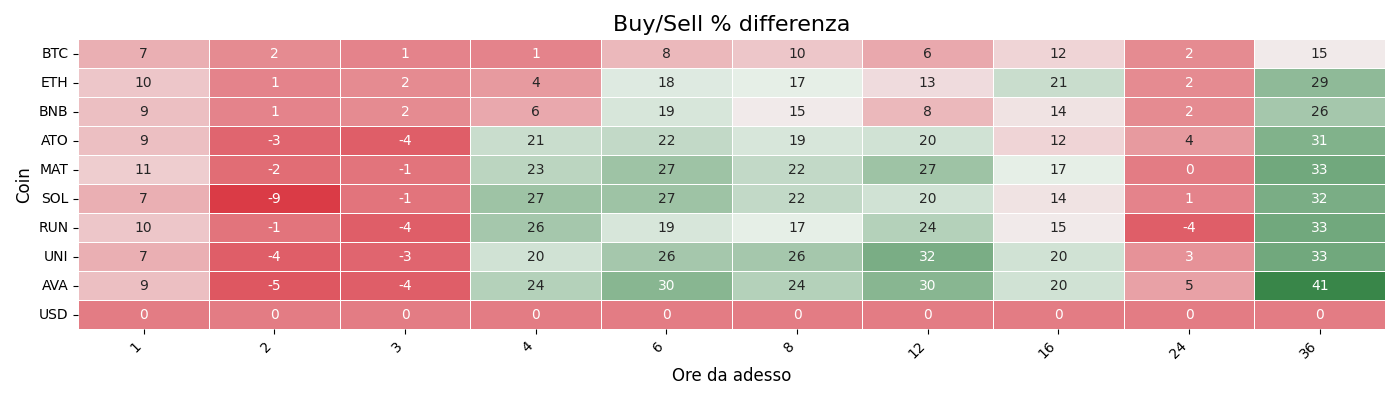 Buy/Sell % differenza
Coin
BTC 7 2 1 1 8 10 6 12 2 15
ETH 10 1 2 4 18 17 13 21 2 29
BNB 9 1 2 6 19 15 8 14 2 26
ATO 9 -3 -4 21 22 19 20 12 4 31
MAT 11 -2 -1 23 27 22 27 17 0 33
SOL 7 -9 -1 27 27 22 20 14 1 32
RUN 10 -1 -4 26 19 17 24 15 -4 33
UNI 7 -4 -3 20 26 26 32 20 3 33
AVA 9 -5 -4 24 30 24 30 20 5 41
USD 0 0 0 0 0 0 0 0 0 0
1 2 3 4 6 8 12 16 24 36
Ore da adesso